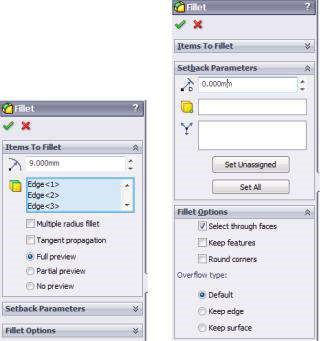 Fillet ?
Items To Fillet
9.000mm
Edge<1>
Edge<2>
Edge<3>
Multiple radius fillet
Tangent propagation
Full preview
Partial preview
No preview
Setback Parameters
Fillet Options
Fillet ?
Items To Fillet
Setback Parameters
D
0.000mm
Set Unassigned
Set All
Fillet Options
Select through faces
Keep features
Round corners
Overflow type:
Default
Keep edge
Keep surface